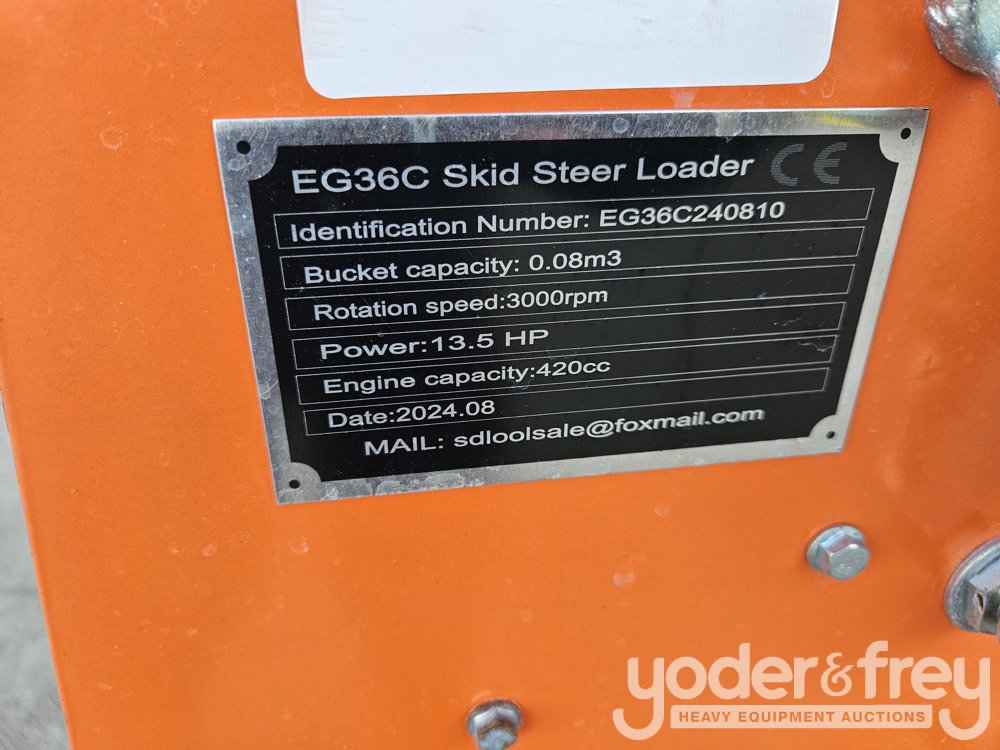 EG36C Skid Steer Loader CE
Identification Number: EG36C240810
Bucket capacity: 0.08m3
Rotation speed:3000rpm
Power:13.5 HP
Engine capacity:420cc
Date:2024.08
MAIL: sdloolsale@foxmail.com
yoder&frey
HEAVY EQUIPMENT AUCTIONS